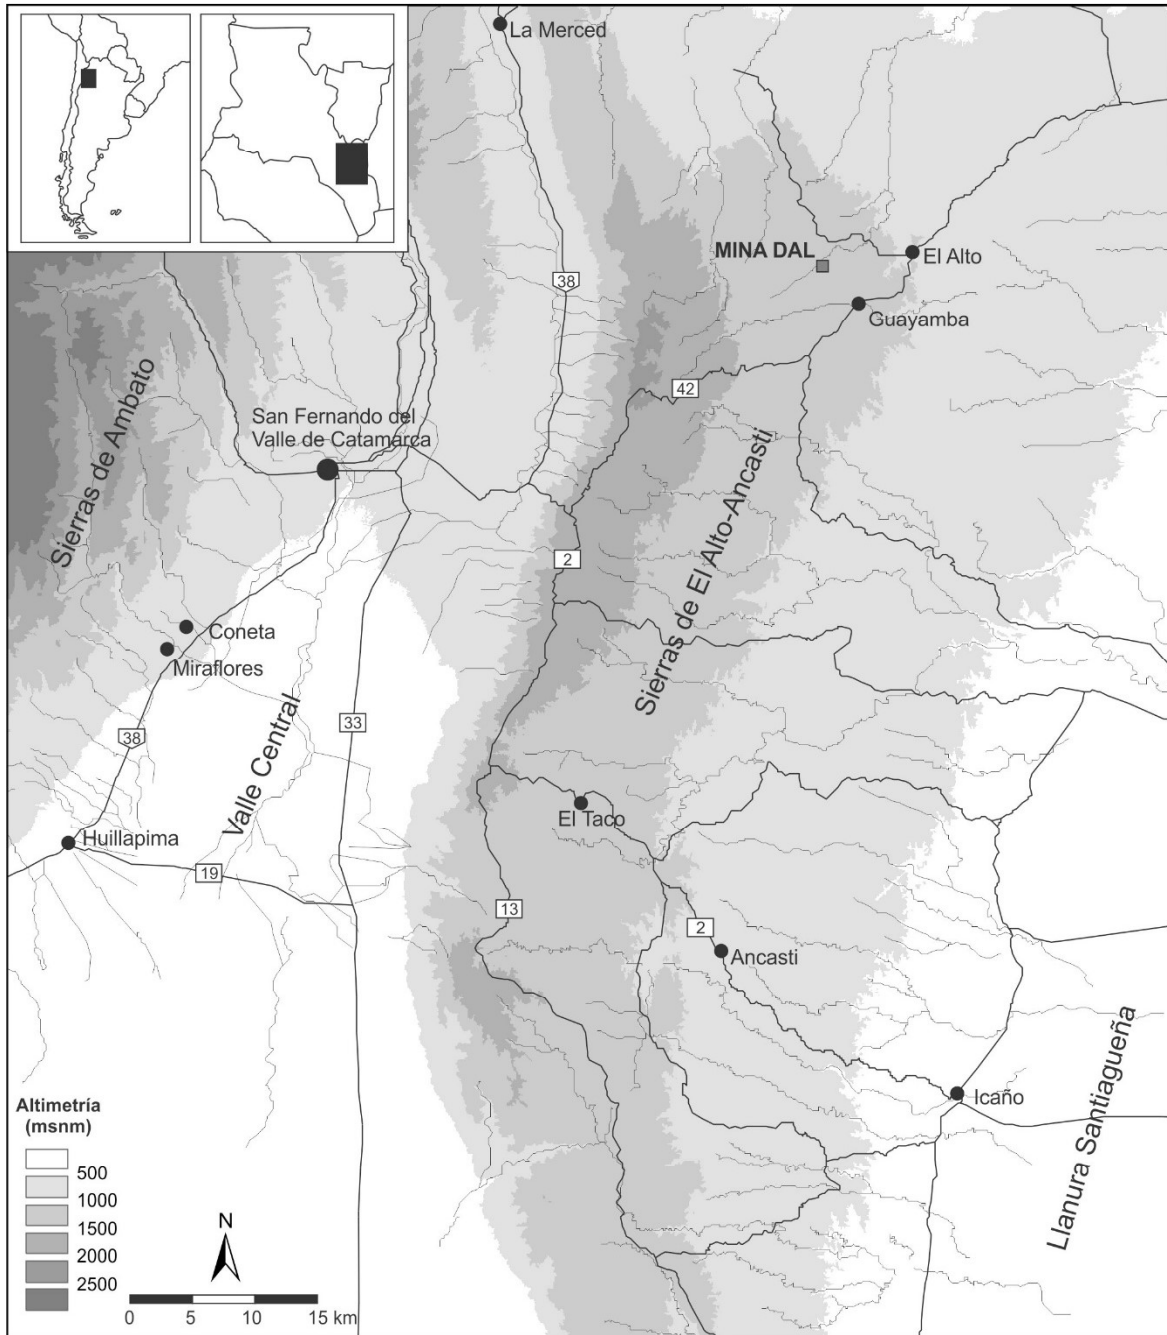 La Merced
38
MINA DAL
El Alto
Guayamba
42
San Fernando del
Valle de Catamarca
Sierras de Ambato
Sierras de El Alto-Ancasti
2
Coneta
Miraflores
38
33
Valle Central
El Taco
Huillapima
19
13
2
Ancasti
Icaño
Llanura Santiagueña
Altimetría
(msnm)
500
1000
1500
2000
2500
N
0 5 10 15 km